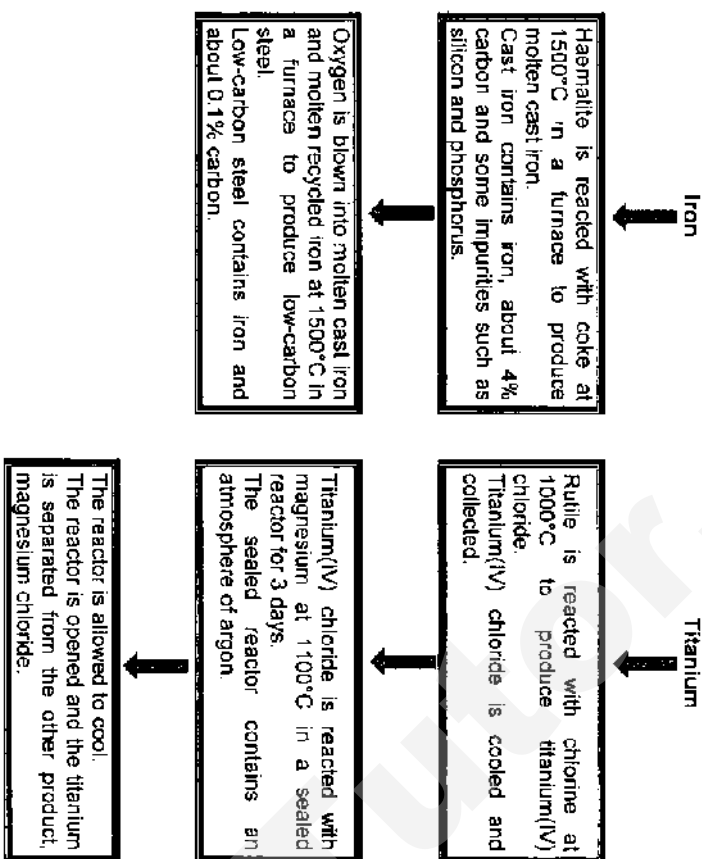 Iron
Haematite is reacted with coke at
1500°C in a furnace to produce
molten cast iron.
Cast iron contains iron, about 4%
carbon and some impurities such as
silicon and phosphorus.
Oxygen is blown into molten cast iron
and molten recycled iron at 1500°C in
a furnace to produce low-carbon
steel.
Low-carbon steel contains iron and
about 0.1% carbon.
Titanium
Rutile is reacted with chlorine at
1000°C to produce titanium(IV)
chloride.
Titanium(IV) chloride is cooled and
collected.
Titanium(IV) chloride is reacted with
magnesium at 1100°C in a sealed
reactor for 3 days.
The sealed reactor contains an
atmosphere of argon.
The reactor is allowed to cool.
The reactor is opened and the titanium
is separated from the other product,
magnesium chloride.
Tutor